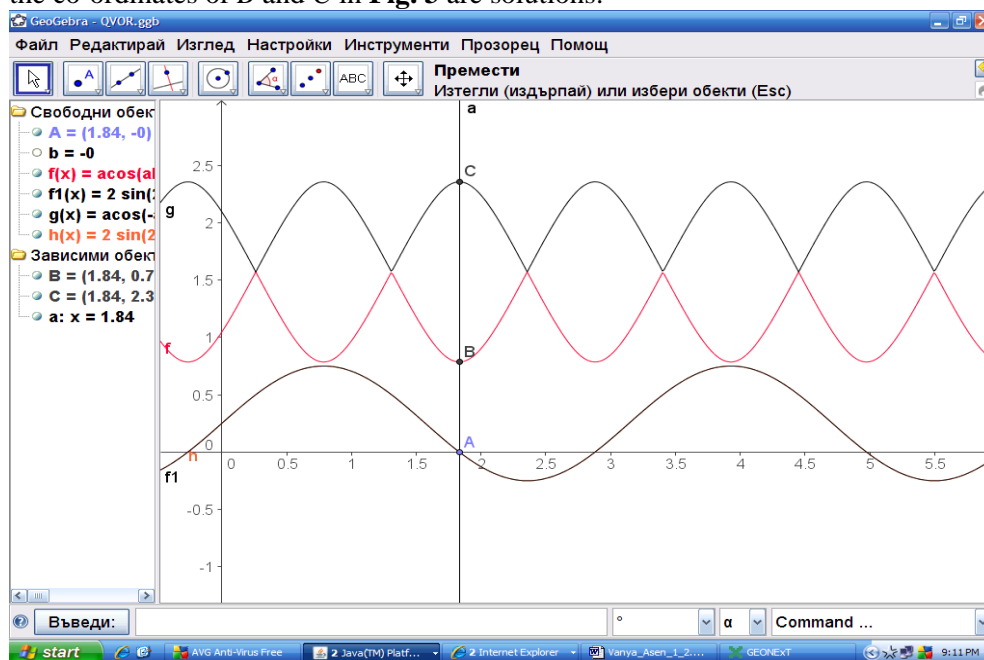 the co-ordinates of B and C in Fig. 3 are solutions.
GeoGebra - QVOR.ggb
Файл Редактирай Изглед Настройки Инструменти Прозорец Помощ
A
ABC
Премести
Изтегли (издърпай) или избери обекти (Esc)
Свободни обек
A = (1.84, -0)
b = -0
f(x) = acos(a
f1(x) = 2 sin(
g(x) = acos(-
h(x) = 2 sin(2
Зависими обек
B = (1.84, 0.7
C = (1.84, 2.3
a: x = 1.84
a
C
g
B
f
A
h
f1
2.5
2
1.5
1
0.5
0
-0.5
-1
0 0.5 1 1.5 2 2.5 3 3.5 4 4.5 5 5.5
Въведи:
° α Command ...
start
AVG Anti-Virus Free
2 Java(TM) Platf...
2 Internet Explorer
Vanya_Asen_1_2....
GEONExT
9:11 PM